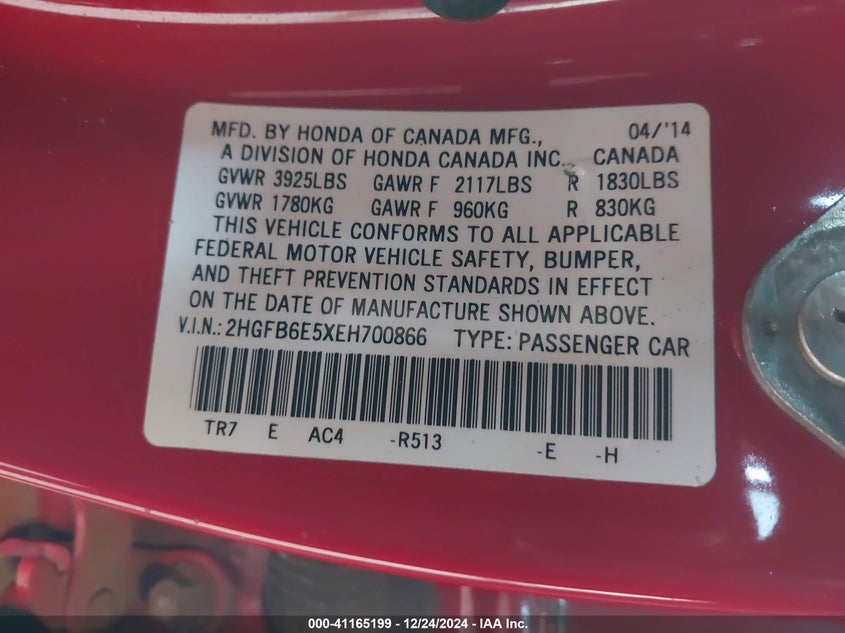 MFD. BY HONDA OF CANADA MFG., 04/'14
A DIVISION OF HONDA CANADA INC., CANADA
GVWR 3925LBS GAWR F 2117LBS R 1830LBS
GVWR 1780KG GAWR F 960KG R 830KG
THIS VEHICLE CONFORMS TO ALL APPLICABLE
FEDERAL MOTOR VEHICLE SAFETY, BUMPER,
AND THEFT PREVENTION STANDARDS IN EFFECT
ON THE DATE OF MANUFACTURE SHOWN ABOVE.
V.I.N.: 2HGFB6E5XEH700866 TYPE: PASSENGER CAR
TR7 E AC4 -R513 -E -H
000-41165199 - 12/24/2024 - IAA Inc.